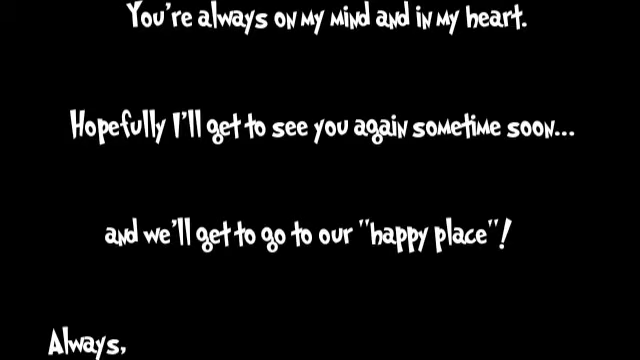 You're always on my mind and in my heart.
Hopefully I'll get to see you again sometime soon...
and we'll get to go to our "happy place"!
Always,